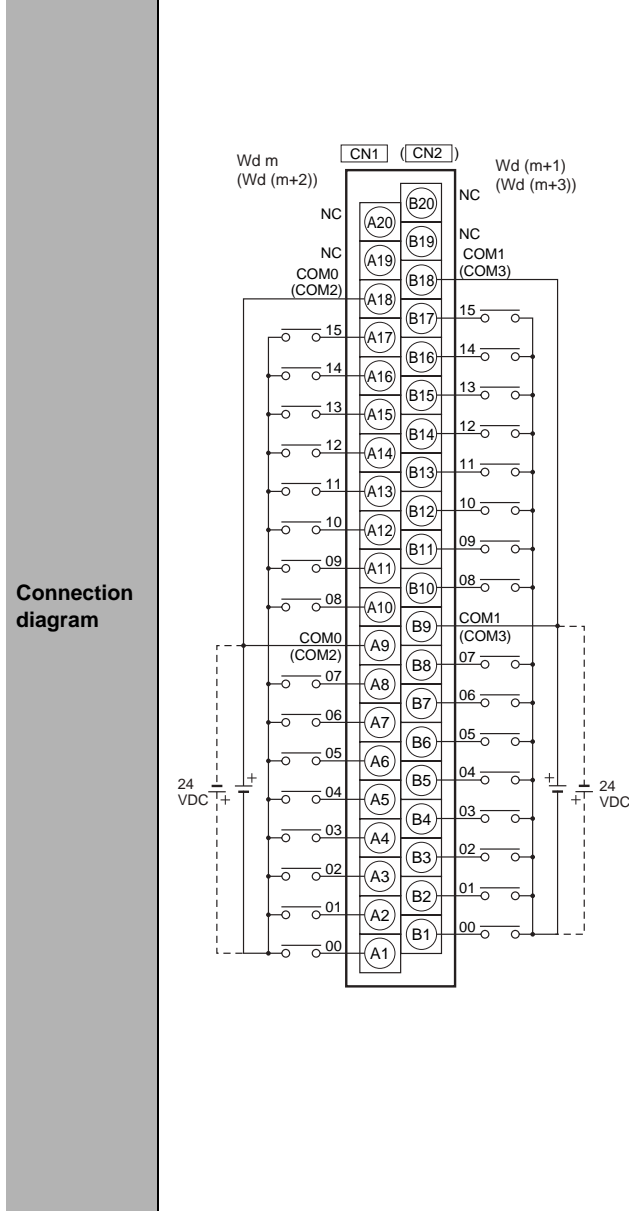 Connection
diagram
CN1 (CN2)
Wd m
(Wd (m+2))
Wd (m+1)
(Wd (m+3))
NC A20 B20 NC
NC A19 B19 NC
COM0
(COM2) A18 B18 COM1
(COM3)
15 A17 B17 15
14 A16 B16 14
13 A15 B15 13
12 A14 B14 12
11 A13 B13 11
10 A12 B12 10
09 A11 B11 09
08 A10 B10 08
COM0
(COM2) A9 B9 COM1
(COM3)
07 A8 B8 07
06 A7 B7 06
05 A6 B6 05
04 A5 B5 04
03 A4 B4 03
02 A3 B3 02
01 A2 B2 01
00 A1 B1 00
24
VDC + +
+ + 24
VDC